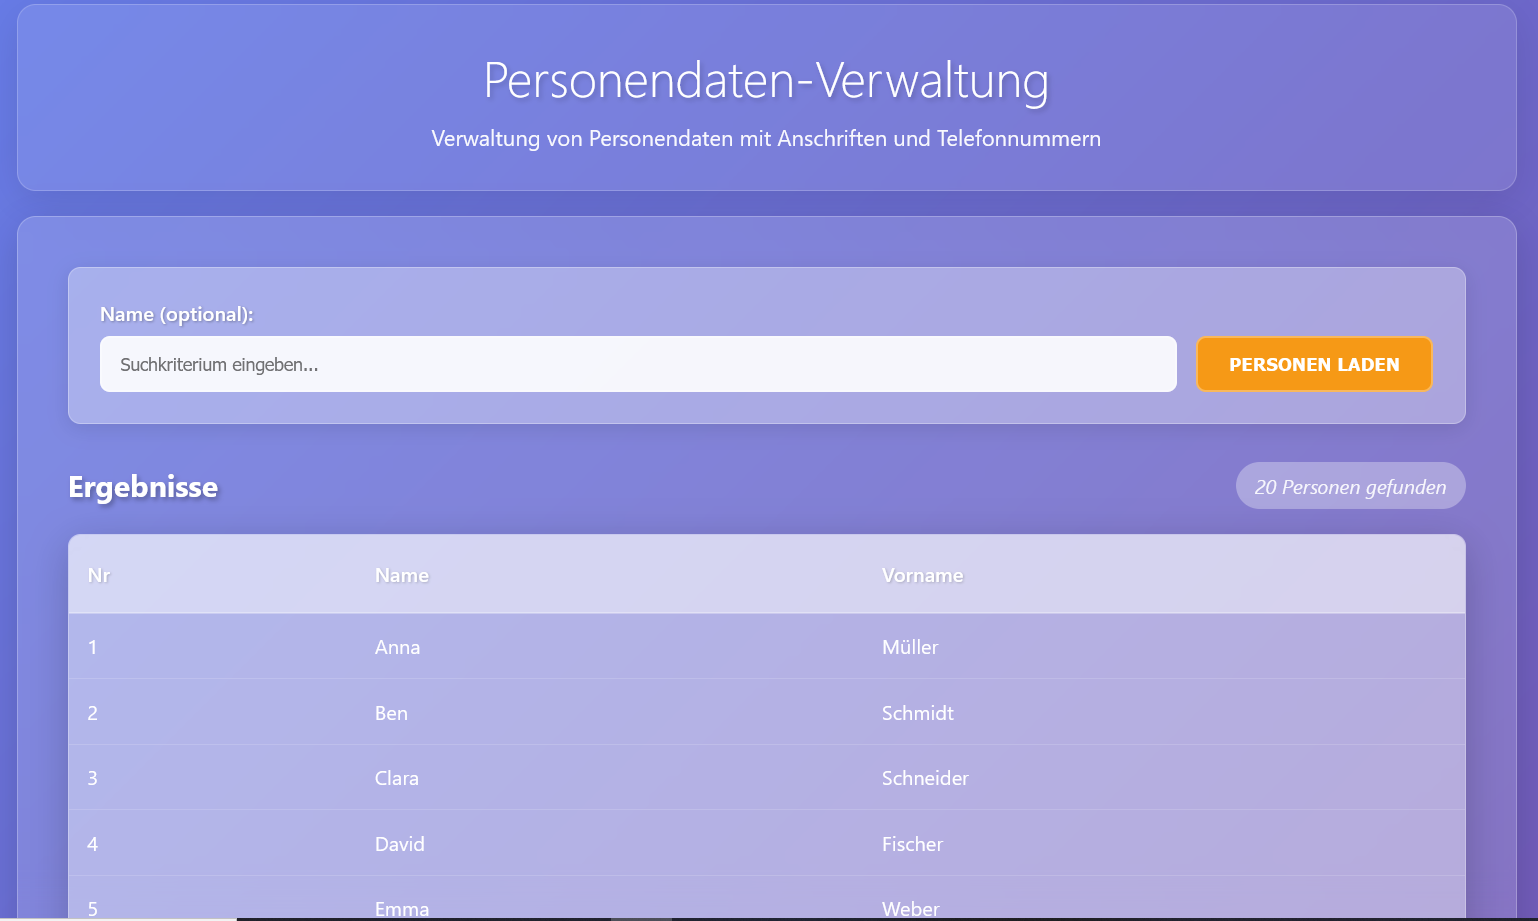 Personendaten-Verwaltung
Verwaltung von Personendaten mit Anschriften und Telefonnummern
Name (optional):
Suchkriterium eingeben...
PERSONEN LADEN
Ergebnisse
20 Personen gefunden
Nr Name Vorname
1 Anna Müller
2 Ben Schmidt
3 Clara Schneider
4 David Fischer
5 Emma Weber